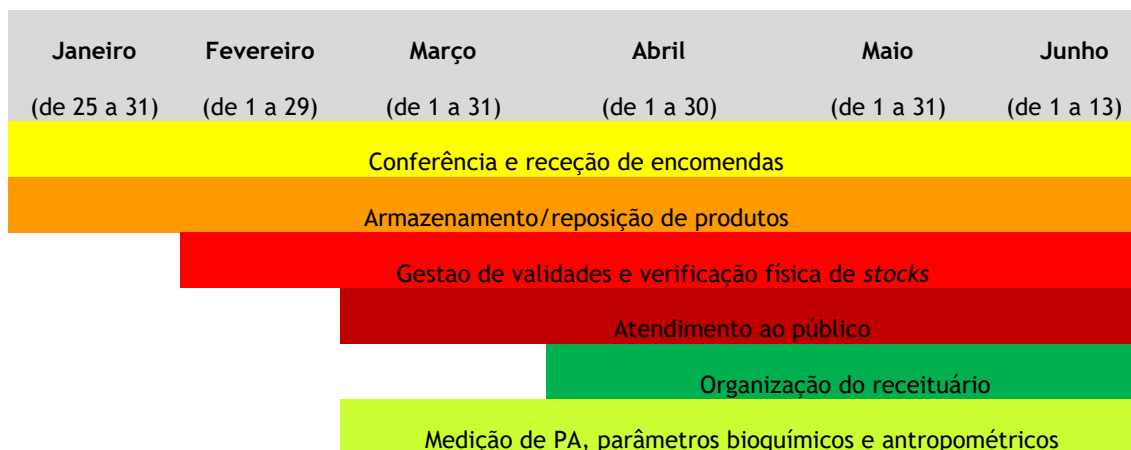 Janeiro Fevereiro Março Abril Maio Junho
(de 25 a 31) (de 1 a 29) (de 1 a 31) (de 1 a 30) (de 1 a 31) (de 1 a 13)
Conferência e receção de encomendas
Armazenamento/reposição de produtos
Gestao de validades e verificação física de stocks
Atendimento ao público
Organização do receituário
Medição de PA, parâmetros bioquímicos e antropométricos